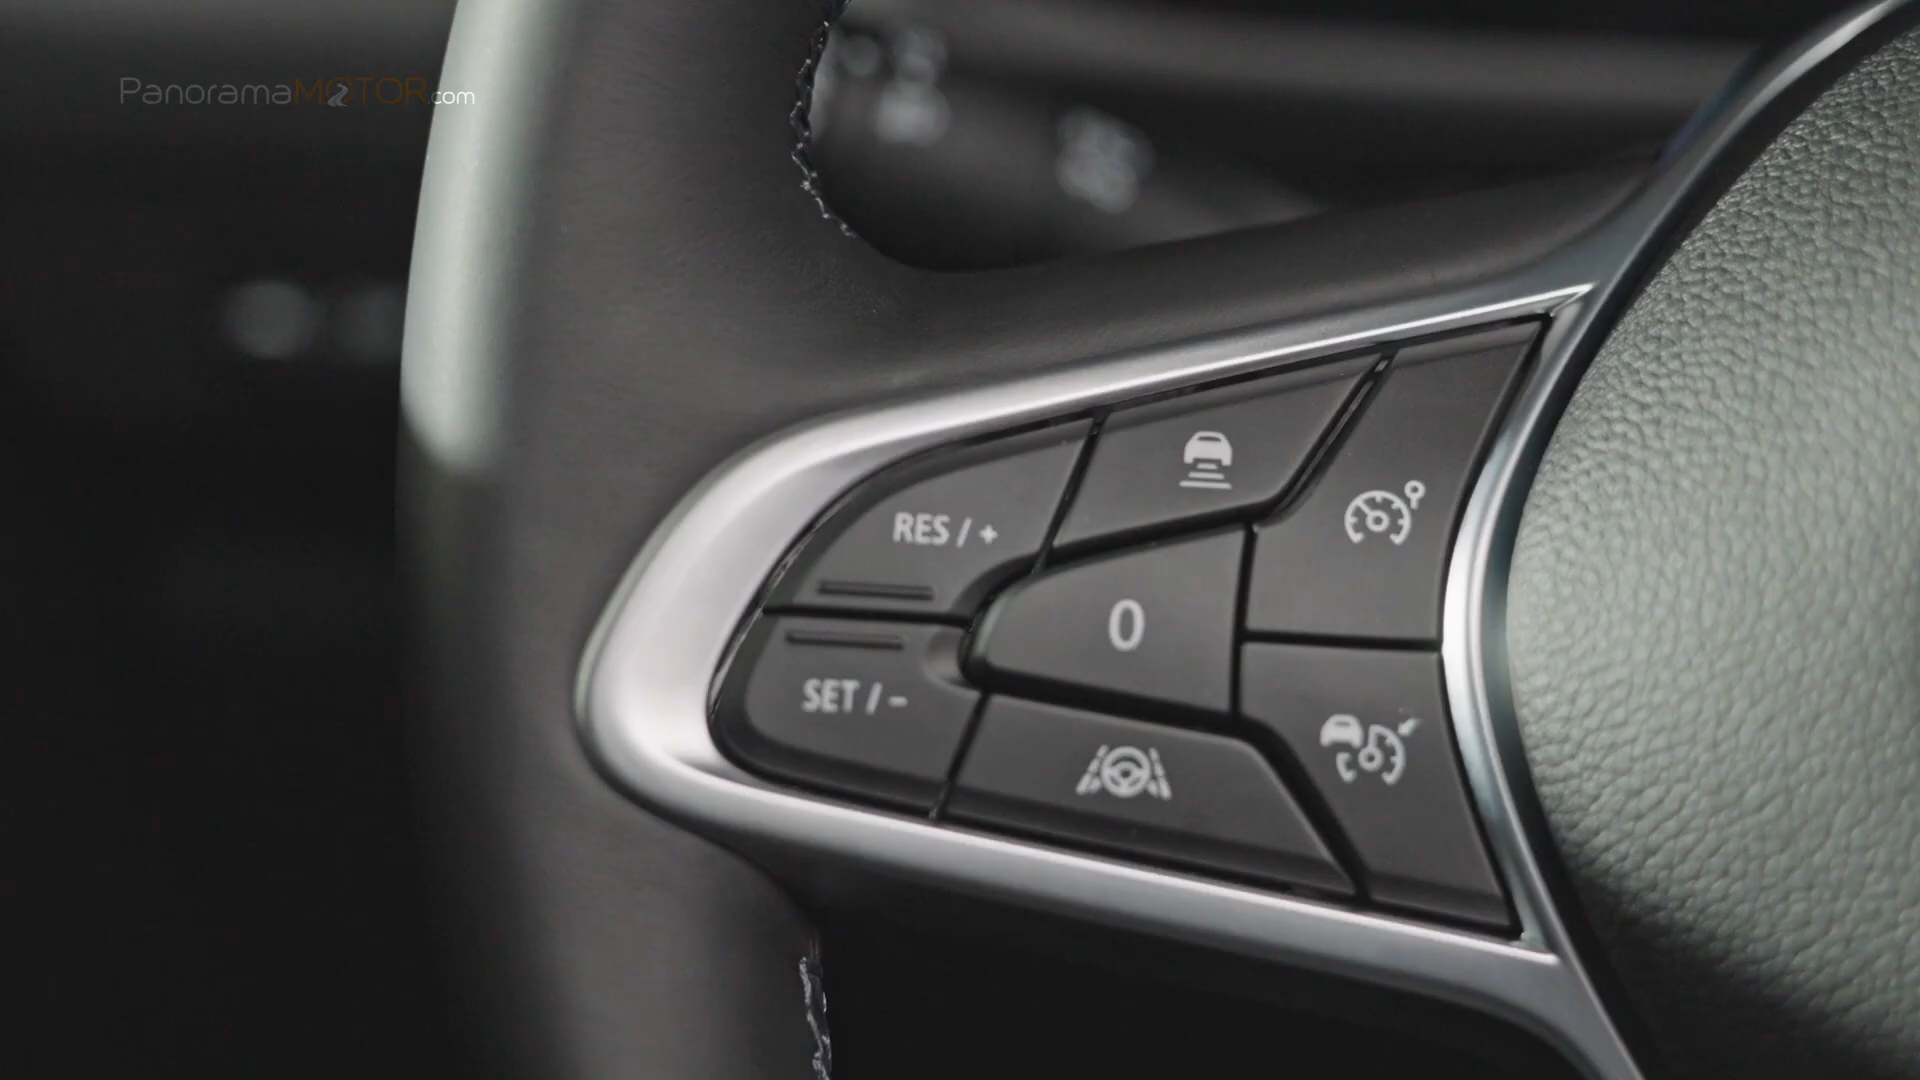 PanoramaMOTOR.com
RES / +
0
SET / -